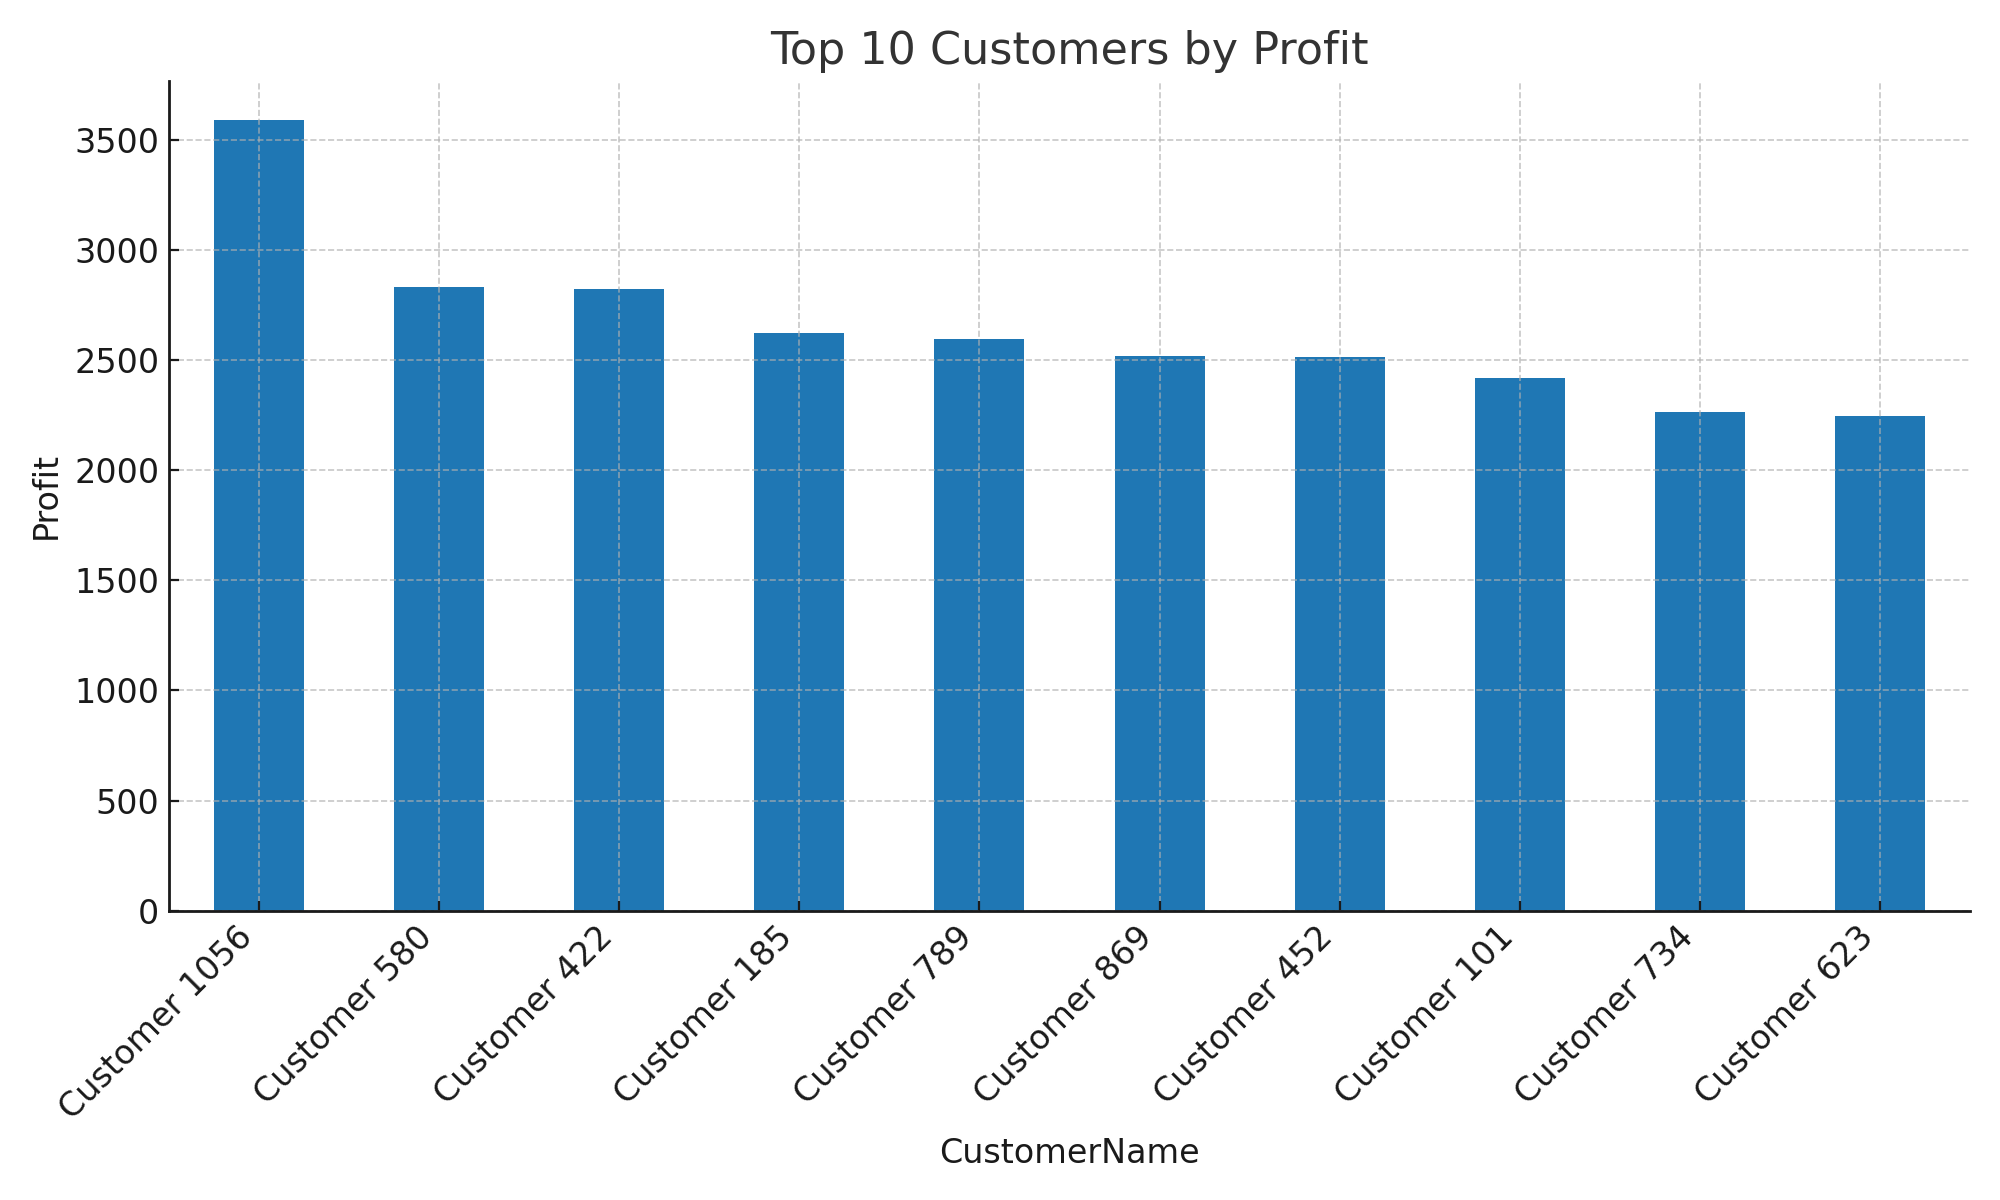 Top 10 Customers by Profit
Profit
3500
3000
2500
2000
1500
1000
500
0
Customer 1056
Customer 580
Customer 422
Customer 185
Customer 789
Customer 869
Customer 452
Customer 101
Customer 734
Customer 623
CustomerName